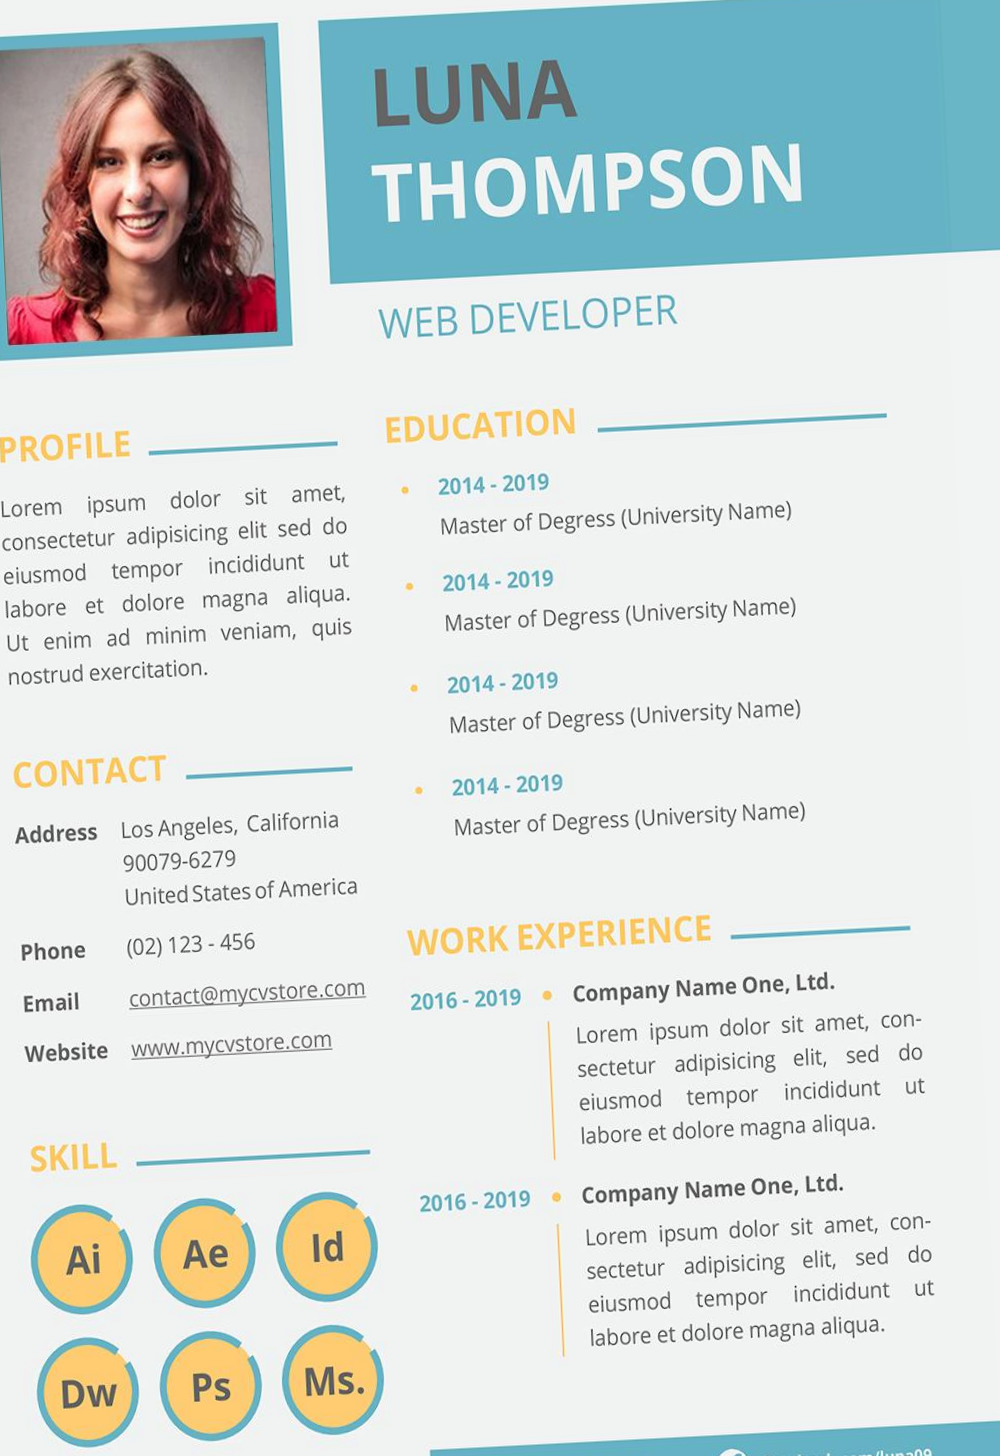 LUNA
THOMPSON
WEB DEVELOPER
PROFILE
Lorem ipsum dolor sit amet,
consectetur adipisicing elit sed do
eiusmod tempor incididunt ut
labore et dolore magna aliqua.
Ut enim ad minim veniam, quis
nostrud exercitation.
CONTACT
Address Los Angeles, California
90079-6279
United States of America
Phone (02) 123 - 456
Email contact@mycvstore.com
Website www.mycvstore.com
SKILL
Ai Ae Id
Dw Ps Ms.
EDUCATION
2014 - 2019
Master of Degress (University Name)
2014 - 2019
Master of Degress (University Name)
2014 - 2019
Master of Degress (University Name)
2014 - 2019
Master of Degress (University Name)
WORK EXPERIENCE
2016 - 2019 Company Name One, Ltd.
Lorem ipsum dolor sit amet, con-
sectetur adipisicing elit, sed do
eiusmod tempor incididunt ut
labore et dolore magna aliqua.
2016 - 2019 Company Name One, Ltd.
Lorem ipsum dolor sit amet, con-
sectetur adipisicing elit, sed do
eiusmod tempor incididunt ut
labore et dolore magna aliqua.